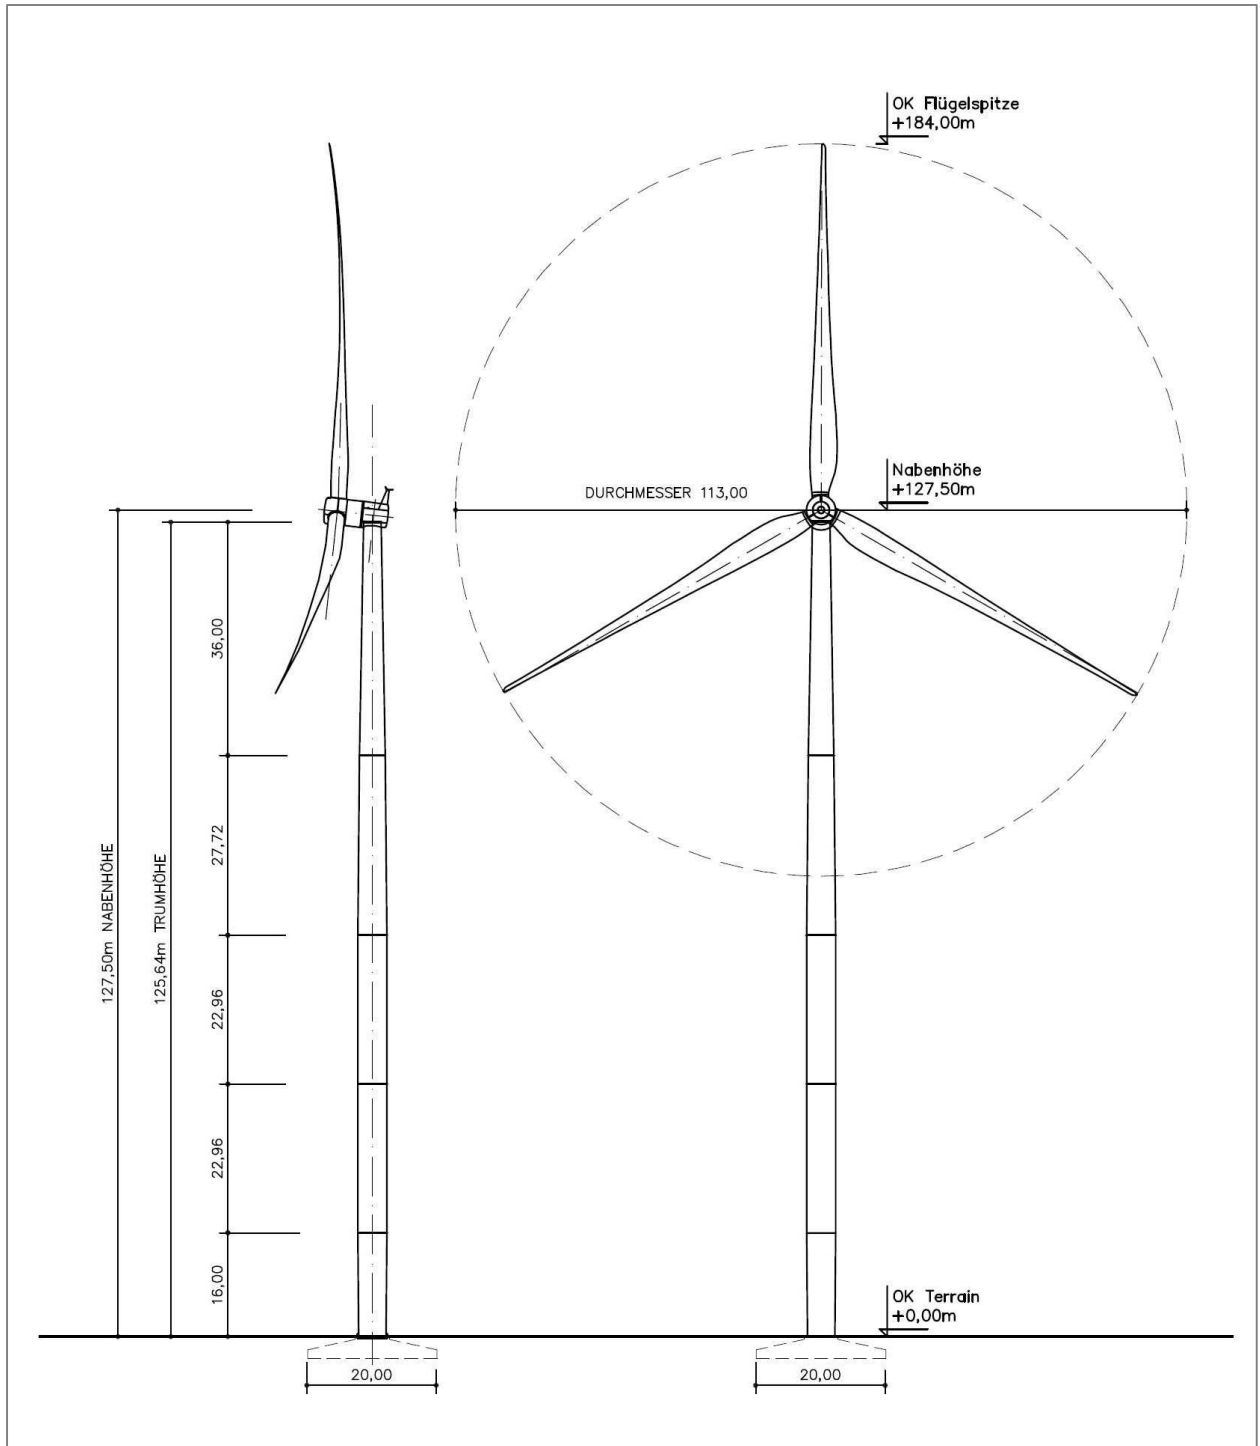 OK Flügelspitze
+184,00m
Nabenhöhe
+127,50m
DURCHMESSER 113,00
36,00
27,72
127,50m NABENHÖHE
125,64m TRUMHÖHE
22,96
22,96
16,00
OK Terrain
+0,00m
20,00
20,00